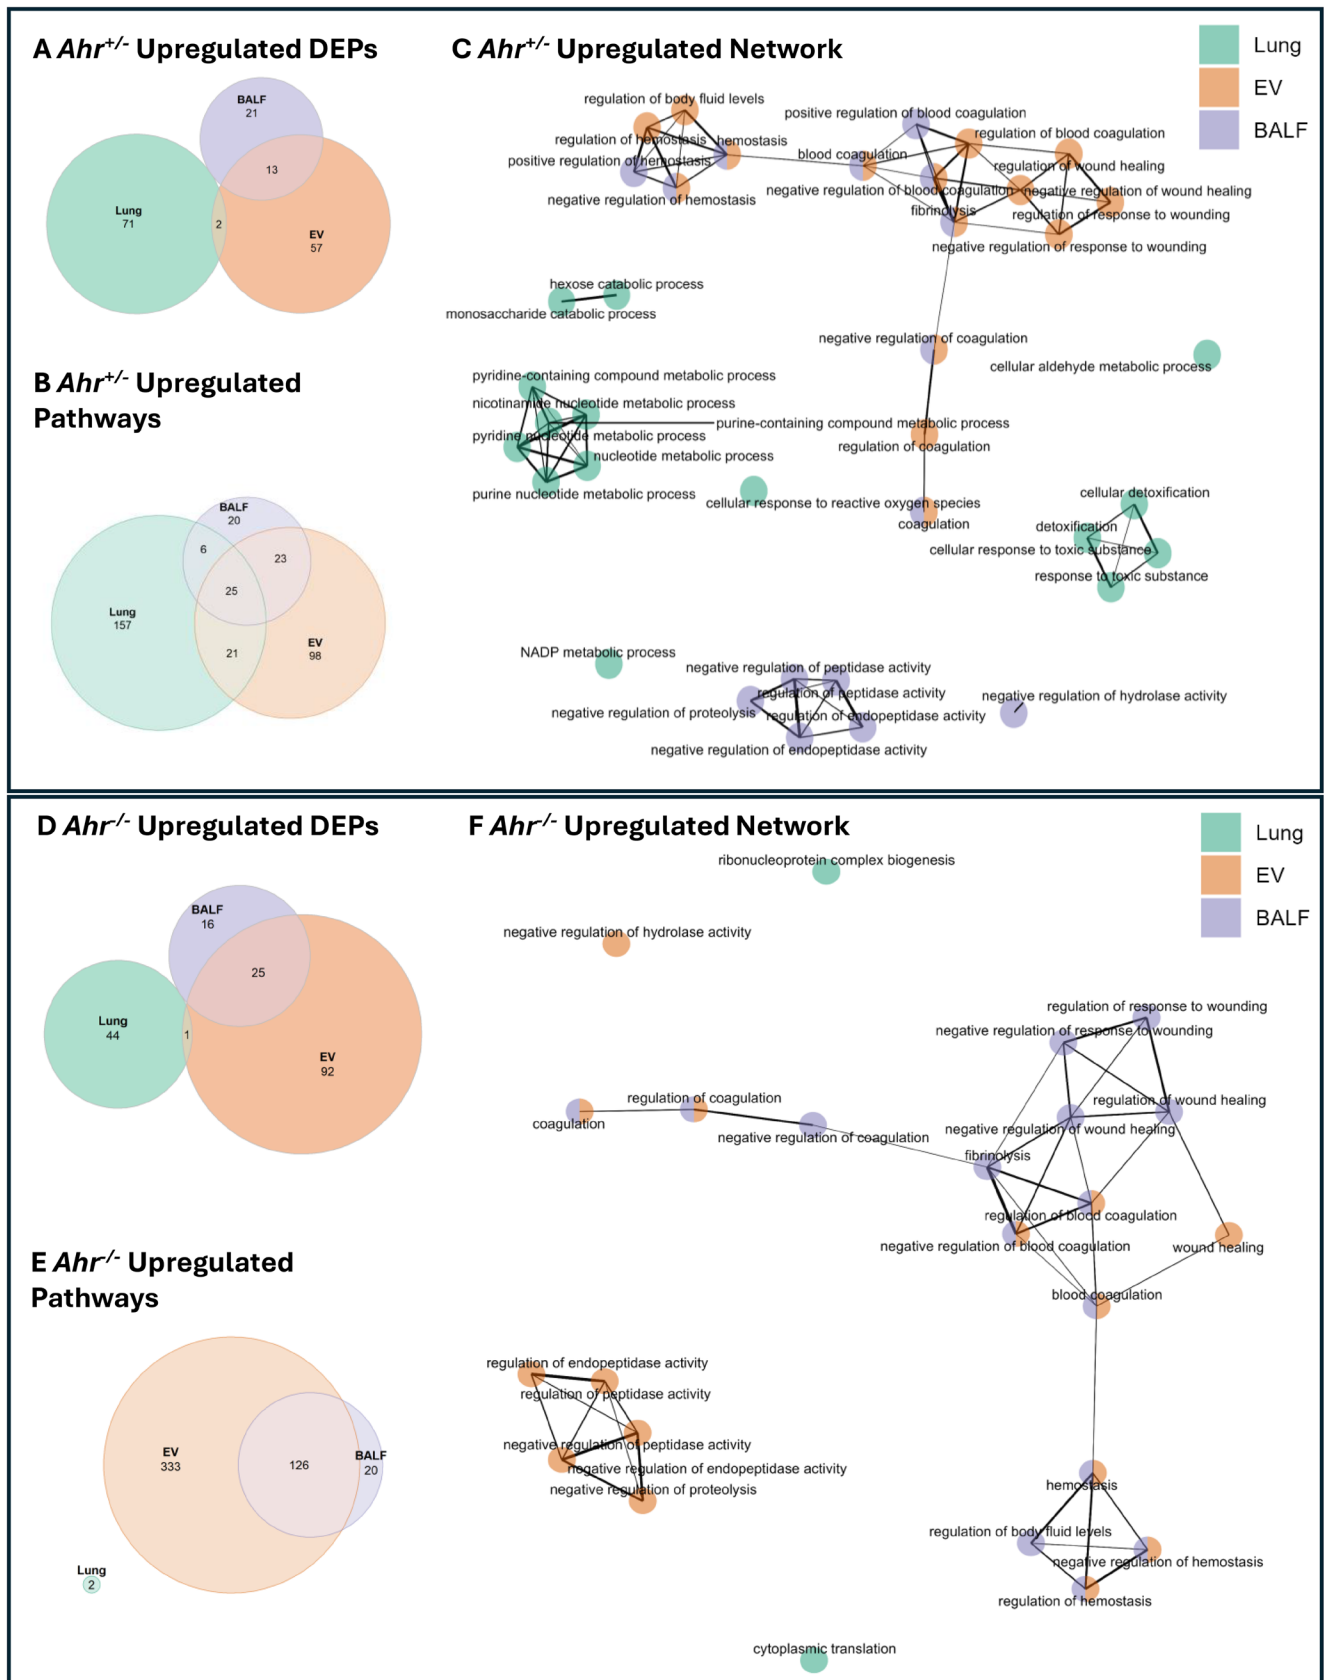 A Ahr+/- Upregulated DEPs
BALF
21
13
Lung
71
2
EV
57
B Ahr+/- Upregulated
Pathways
BALF
20
6
23
25
Lung
157
EV
98
21
C Ahr+/- Upregulated Network
Lung
EV
BALF
regulation of body fluid levels
positive regulation of blood coagulation
regulation of hemostasis
hemostasis
regulation of blood coagulation
blood coagulation
positive regulation of hemostasis
regulation of wound healing
negative regulation of blood coagulation
negative regulation of wound healing
negative regulation of hemostasis
fibrinolysis
regulation of response to wounding
negative regulation of response to wounding
hexose catabolic process
monosaccharide catabolic process
negative regulation of coagulation
cellular aldehyde metabolic process
pyridine-containing compound metabolic process
nicotinamide nucleotide metabolic process
purine-containing compound metabolic process
pyridine nucleotide metabolic process
regulation of coagulation
nucleotide metabolic process
purine nucleotide metabolic process
cellular response to reactive oxygen species
cellular detoxification
coagulation
detoxification
cellular response to toxic substance
response to toxic substance
NADP metabolic process
negative regulation of peptidase activity
regulation of peptidase activity
negative regulation of hydrolase activity
negative regulation of proteolysis
regulation of endopeptidase activity
negative regulation of endopeptidase activity
D Ahr-/- Upregulated DEPs
BALF
16
25
Lung
44
1
EV
92
E Ahr-/- Upregulated
Pathways
EV
333
126
BALF
20
Lung
2
F Ahr-/- Upregulated Network
Lung
EV
BALF
ribonucleoprotein complex biogenesis
negative regulation of hydrolase activity
regulation of response to wounding
negative regulation of response to wounding
regulation of coagulation
regulation of wound healing
coagulation
negative regulation of wound healing
negative regulation of coagulation
fibrinolysis
regulation of blood coagulation
negative regulation of blood coagulation
wound healing
blood coagulation
regulation of endopeptidase activity
regulation of peptidase activity
negative regulation of peptidase activity
negative regulation of endopeptidase activity
negative regulation of proteolysis
hemostasis
regulation of body fluid levels
negative regulation of hemostasis
regulation of hemostasis
cytoplasmic translation